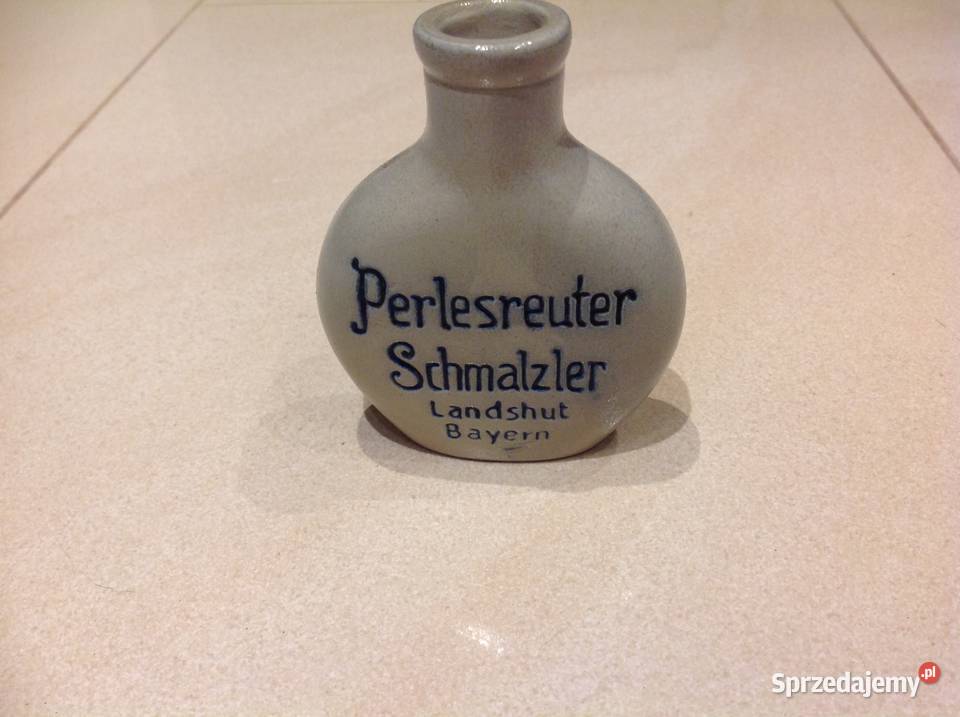 Perlesreuter
Schmalzler
Landshut
Bayern
Sprzedajemy.pl